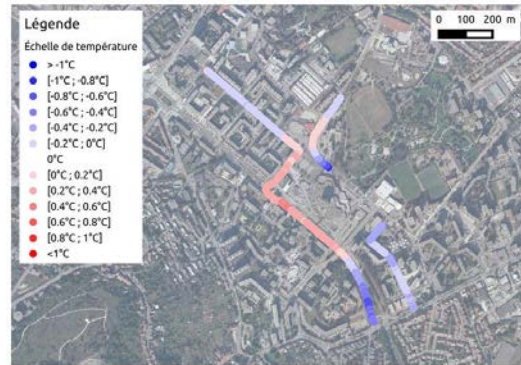 Légende
Échelle de température
> -1°C
[-1°C ; -0.8°C]
[-0.8°C ; -0.6°C]
[-0.6°C ; -0.4°C]
[-0.4°C ; -0.2°C]
[-0.2°C ; 0°C]
0°C
[0°C ; 0.2°C]
[0.2°C ; 0.4°C]
[0.4°C ; 0.6°C]
[0.6°C ; 0.8°C]
[0.8°C ; 1°C]
<1°C
0 100 200 m